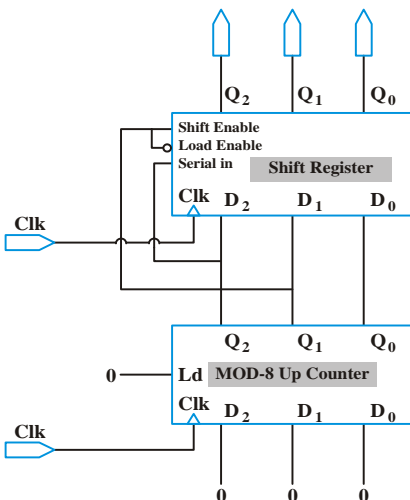 Q2 Q1 Q0
Shift Enable
Load Enable
Serial in
Shift Register
Clk D2 D1 D0
Clk
Q2 Q1 Q0
0 Ld MOD-8 Up Counter
Clk D2 D1 D0
Clk
0 0 0